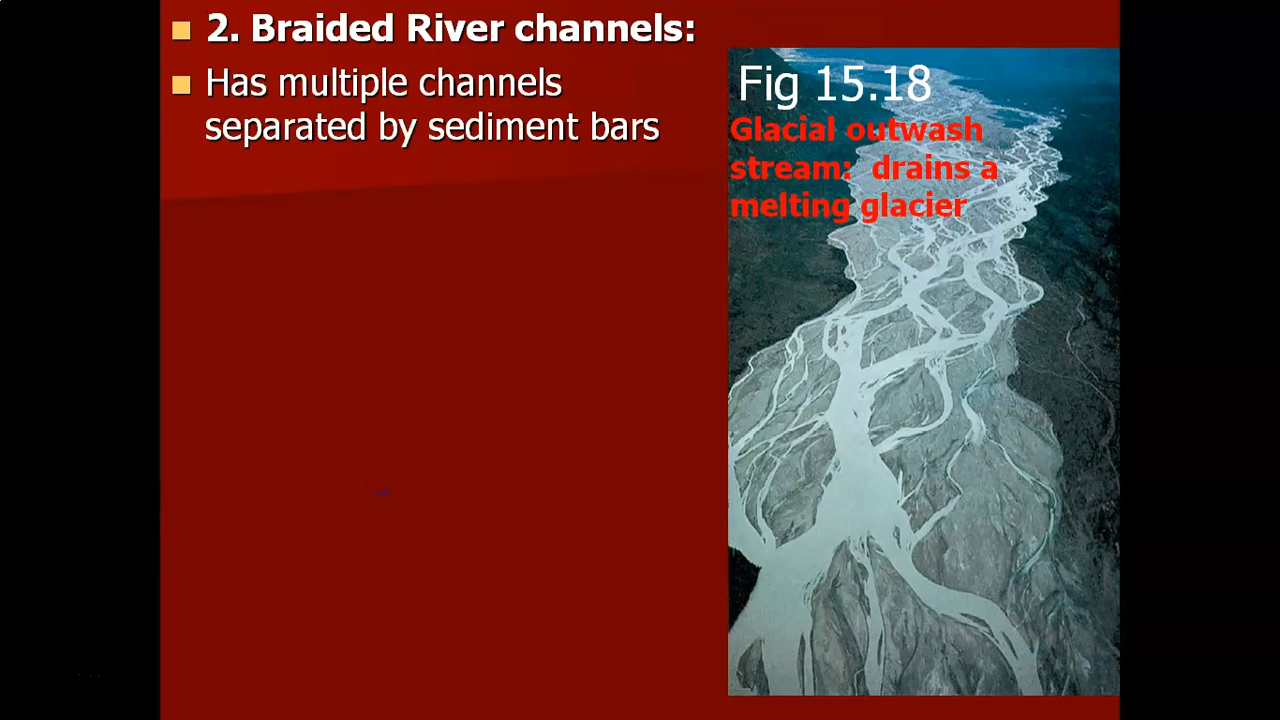 2. Braided River channels:
Has multiple channels
separated by sediment bars
Fig 15.18
Glacial outwash
stream: drains a
melting glacier